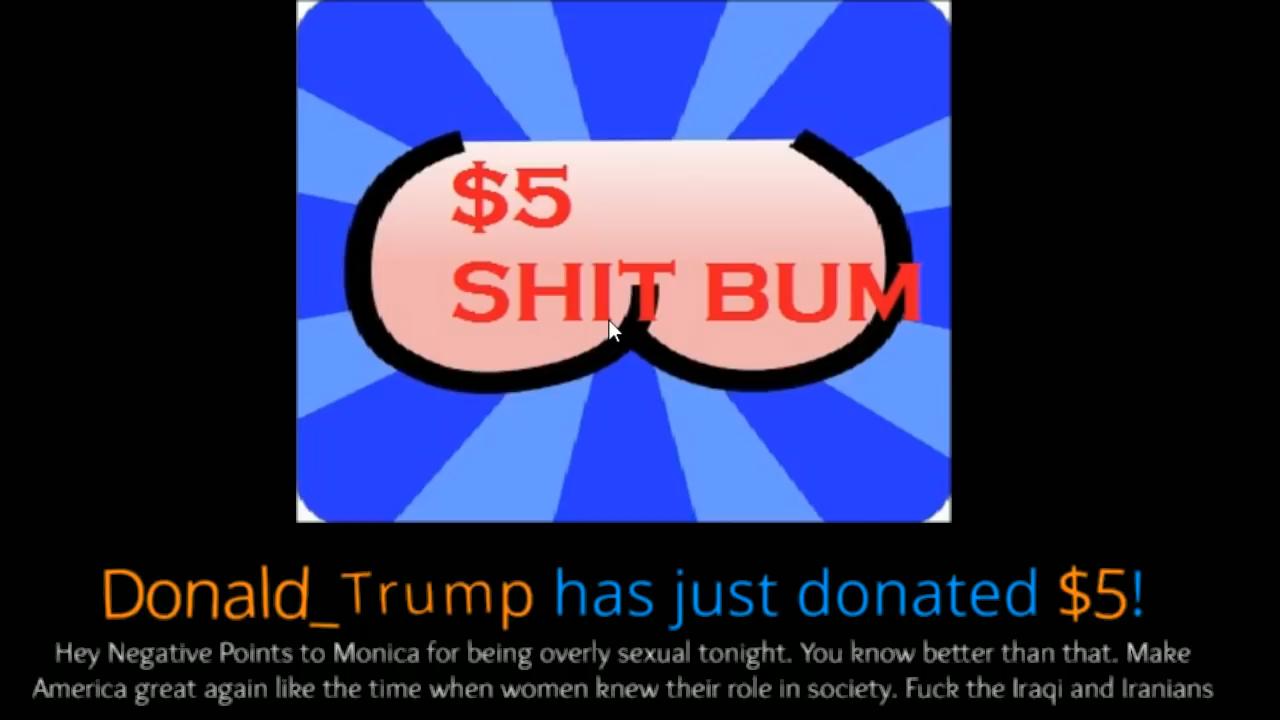 $5
SHIT BUM
Donald_Trump has just donated $5!
Hey Negative Points to Monica for being overly sexual tonight. You know better than that. Make
America great again like the time when women knew their role in society. Fuck the Iraqi and Iranians